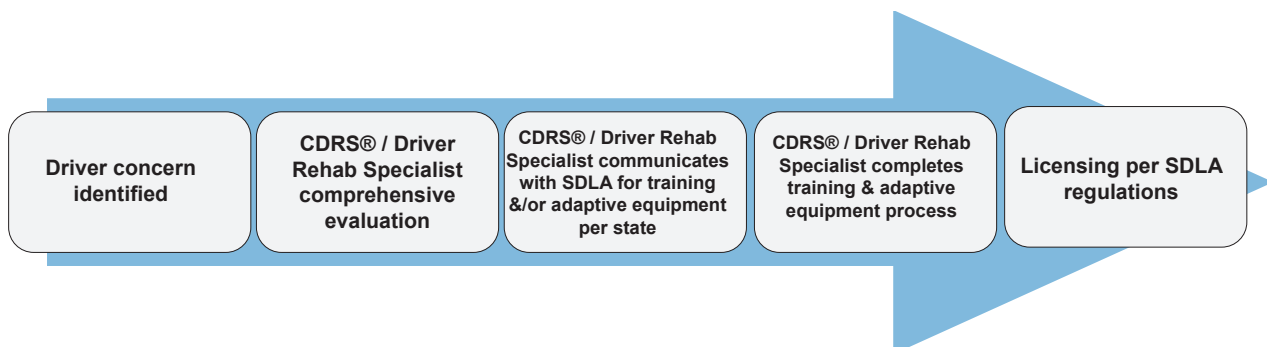 Driver concern
identified
CDRS® / Driver
Rehab Specialist
comprehensive
evaluation
CDRS® / Driver Rehab
Specialist communicates
with SDLA for training
&/or adaptive equipment
per state
CDRS® / Driver Rehab
Specialist completes
training & adaptive
equipment process
Licensing per SDLA
regulations